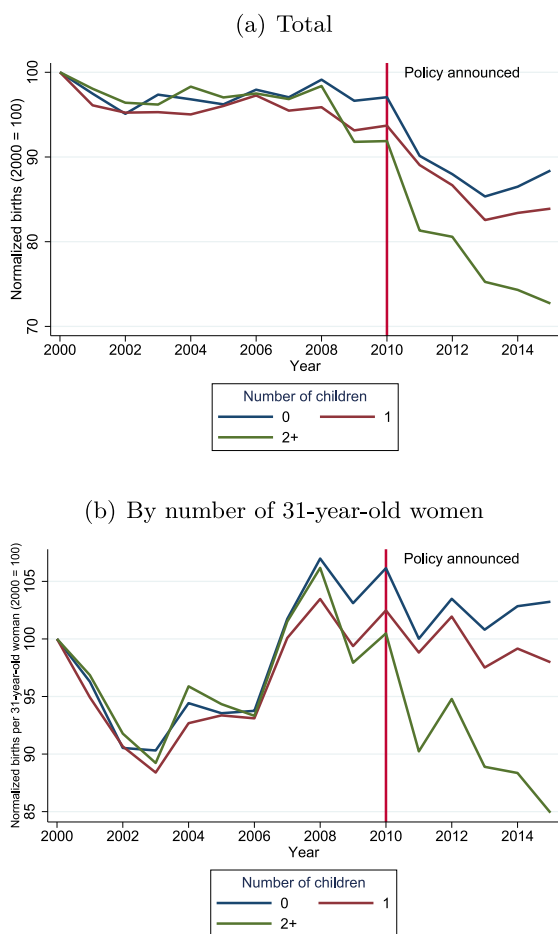 (a) Total
Normalized births (2000 = 100)
100
90
80
70
Policy announced
2000 2002 2004 2006 2008 2010 2012 2014
Year
Number of children
0 1
2+
(b) By number of 31-year-old women
Normalized births per 31-year-old woman (2000 = 100)
105
100
95
90
85
Policy announced
2000 2002 2004 2006 2008 2010 2012 2014
Year
Number of children
0 1
2+